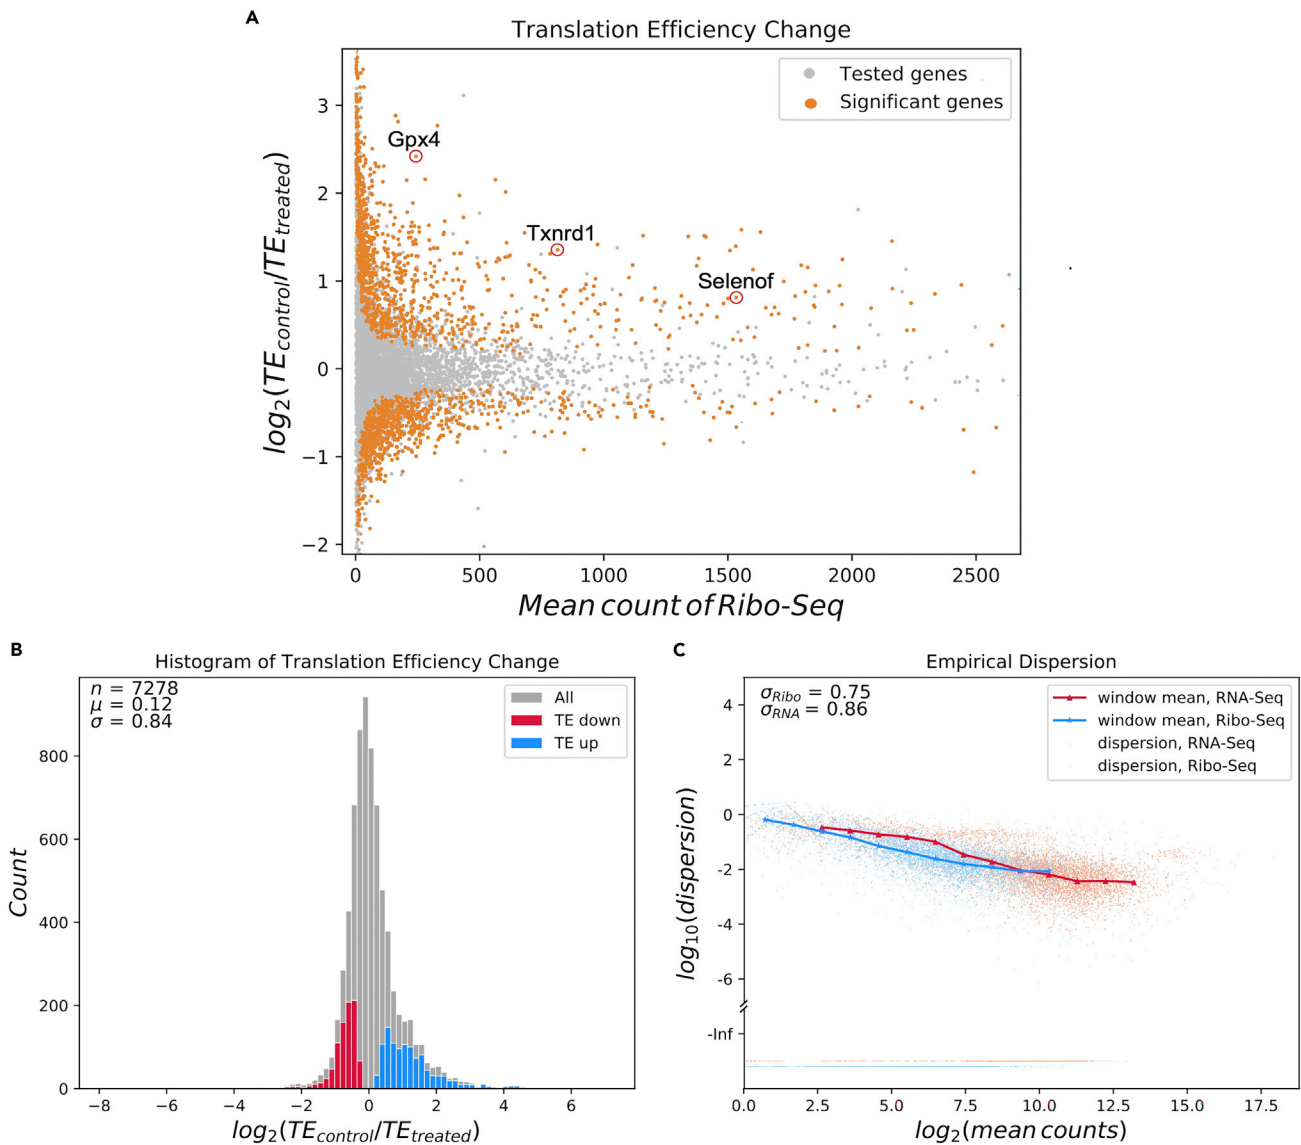 A
Translation Efficiency Change
log2(TEcontrol/TEtreated)
3
2
1
0
−1
−2
Tested genes
Significant genes
Gpx4
Txnrd1
Selenof
0 500 1000 1500 2000 2500
Mean count of Ribo-Seq
B
Histogram of Translation Efficiency Change
n = 7278
μ = 0.12
σ = 0.84
All
TE down
TE up
Count
800
600
400
200
0
−8 −6 −4 −2 0 2 4 6
log2(TEcontrol/TEtreated)
C
Empirical Dispersion
σRibo = 0.75
σRNA = 0.86
window mean, RNA-Seq
window mean, Ribo-Seq
dispersion, RNA-Seq
dispersion, Ribo-Seq
log10(dispersion)
4
2
0
-2
-4
-6
-Inf
0.0 2.5 5.0 7.5 10.0 12.5 15.0 17.5
log2(mean counts)